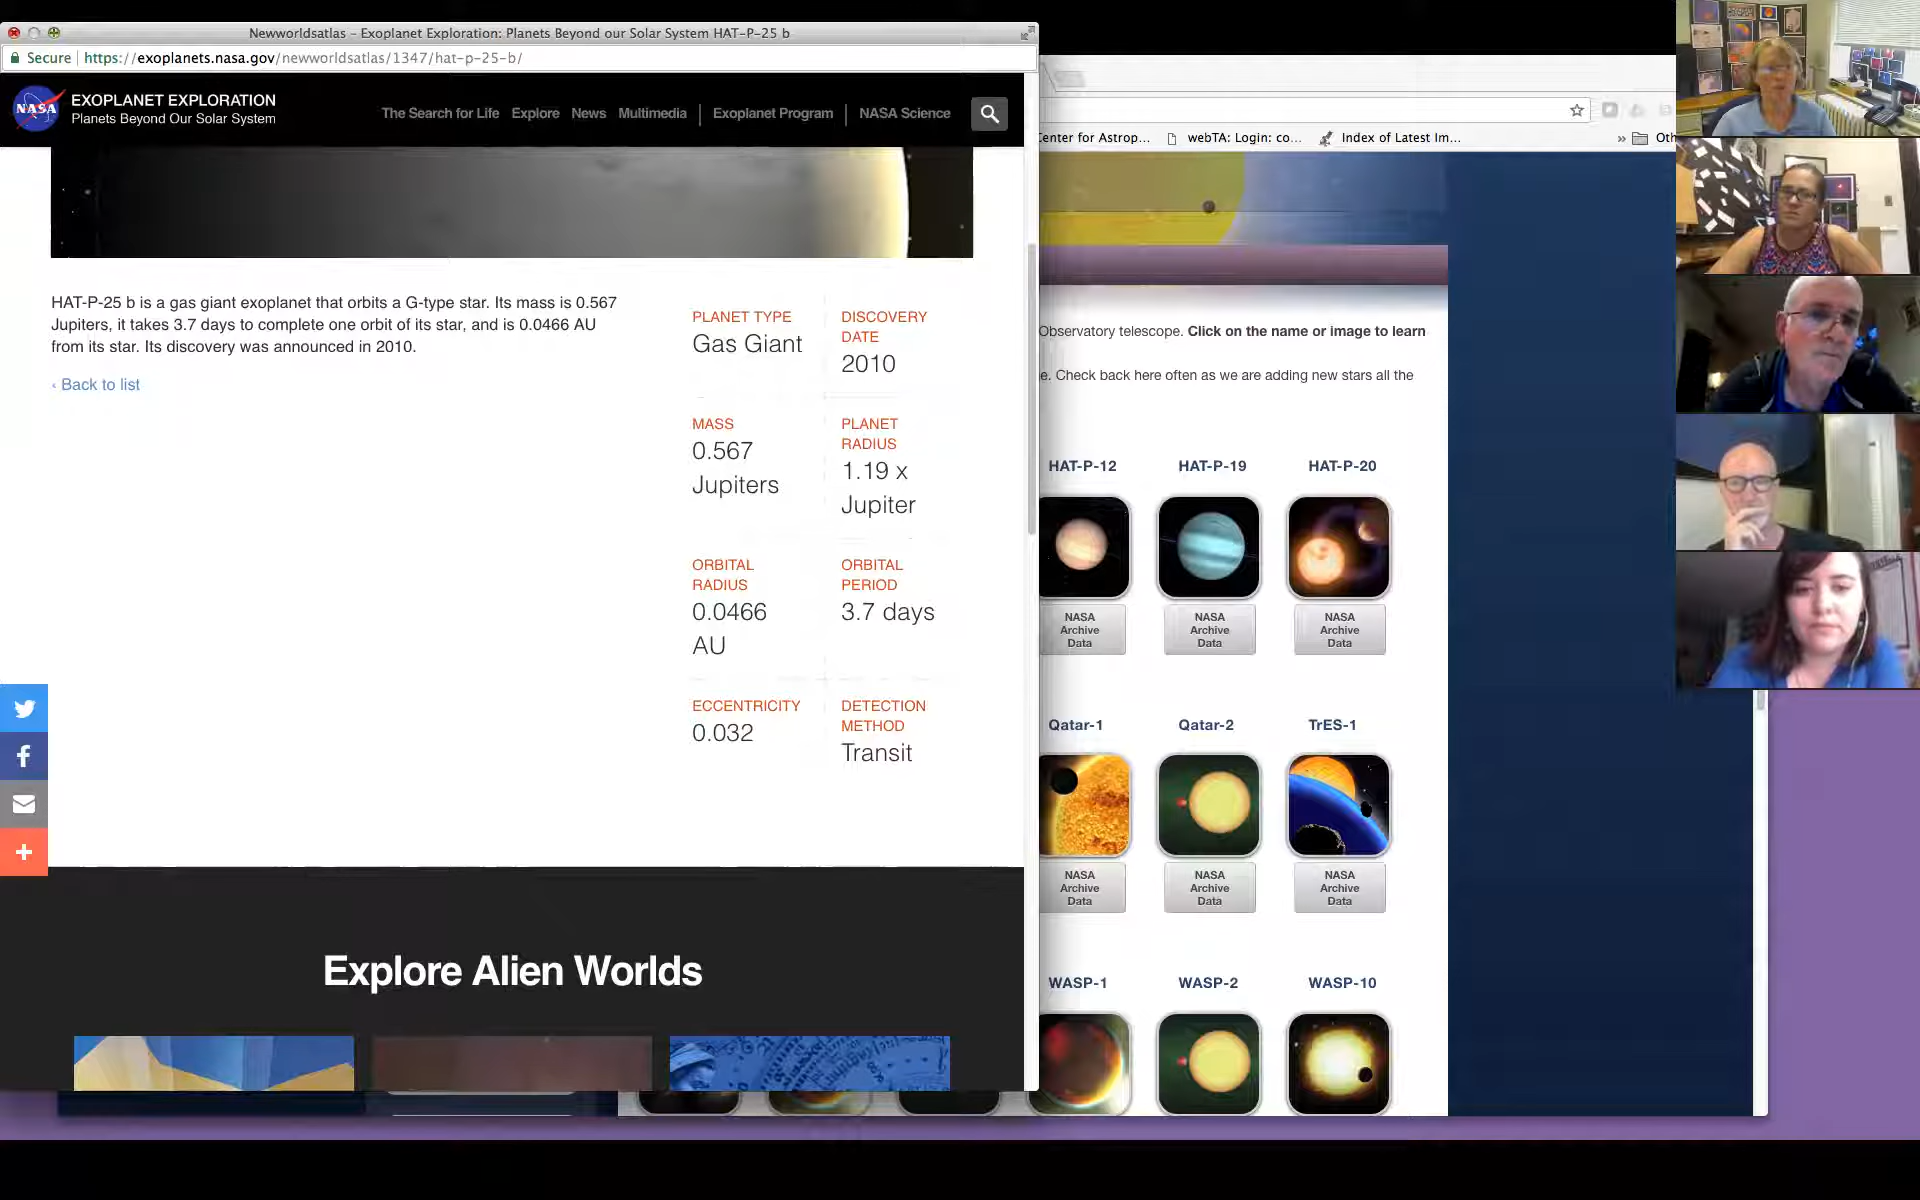 Newworldsatlas - Exoplanet Exploration: Planets Beyond our Solar System HAT-P-25 b
Secure https://exoplanets.nasa.gov/newworldsatlas/1347/hat-p-25-b/
NASA
EXOPLANET EXPLORATION
Planets Beyond Our Solar System
The Search for Life Explore News Multimedia Exoplanet Program NASA Science
HAT-P-25 b is a gas giant exoplanet that orbits a G-type star. Its mass is 0.567
Jupiters, it takes 3.7 days to complete one orbit of its star, and is 0.0466 AU
from its star. Its discovery was announced in 2010.
‹ Back to list
PLANET TYPE
Gas Giant
DISCOVERY
DATE
2010
MASS
0.567
Jupiters
PLANET
RADIUS
1.19 x
Jupiter
ORBITAL
RADIUS
0.0466
AU
ORBITAL
PERIOD
3.7 days
ECCENTRICITY
0.032
DETECTION
METHOD
Transit
Explore Alien Worlds
Center for Astrop... webTA: Login: co... Index of Latest Im... » Oth
Observatory telescope. Click on the name or image to learn
e. Check back here often as we are adding new stars all the
HAT-P-12 HAT-P-19 HAT-P-20
NASA
Archive
Data
NASA
Archive
Data
NASA
Archive
Data
Qatar-1 Qatar-2 TrES-1
NASA
Archive
Data
NASA
Archive
Data
NASA
Archive
Data
WASP-1 WASP-2 WASP-10